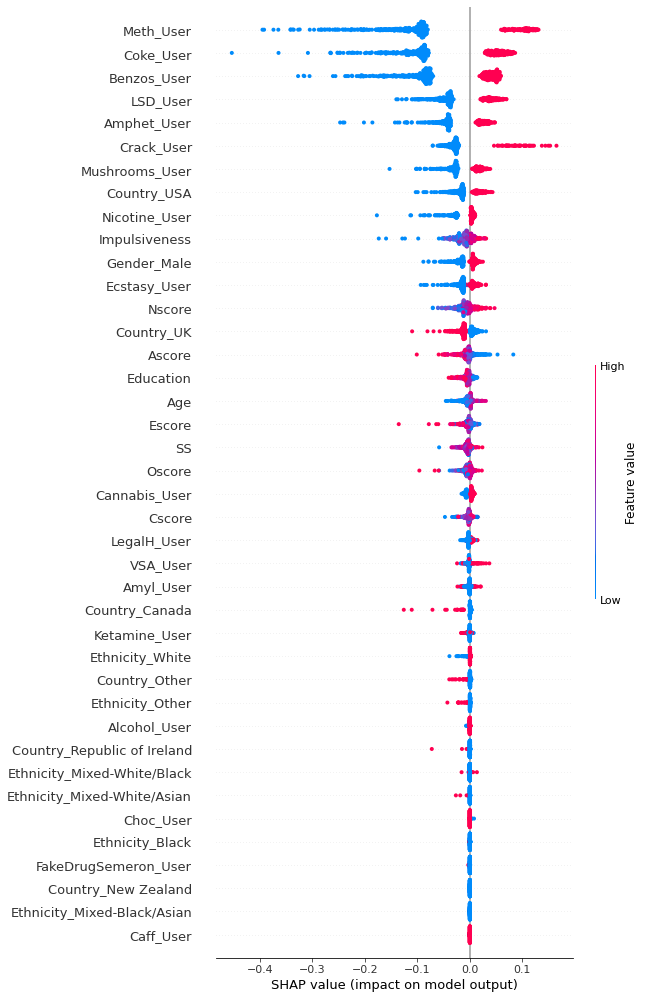 Meth_User
Coke_User
Benzos_User
LSD_User
Amphet_User
Crack_User
Mushrooms_User
Country_USA
Nicotine_User
Impulsiveness
Gender_Male
Ecstasy_User
Nscore
Country_UK
Ascore
High
Education
Age
Escore
SS
Oscore
Feature value
Cannabis_User
Cscore
LegalH_User
VSA_User
Amyl_User
Low
Country_Canada
Ketamine_User
Ethnicity_White
Country_Other
Ethnicity_Other
Alcohol_User
Country_Republic of Ireland
Ethnicity_Mixed-White/Black
Ethnicity_Mixed-White/Asian
Choc_User
Ethnicity_Black
FakeDrugSemeron_User
Country_New Zealand
Ethnicity_Mixed-Black/Asian
Caff_User
−0.4 −0.3 −0.2 −0.1 0.0 0.1
SHAP value (impact on model output)